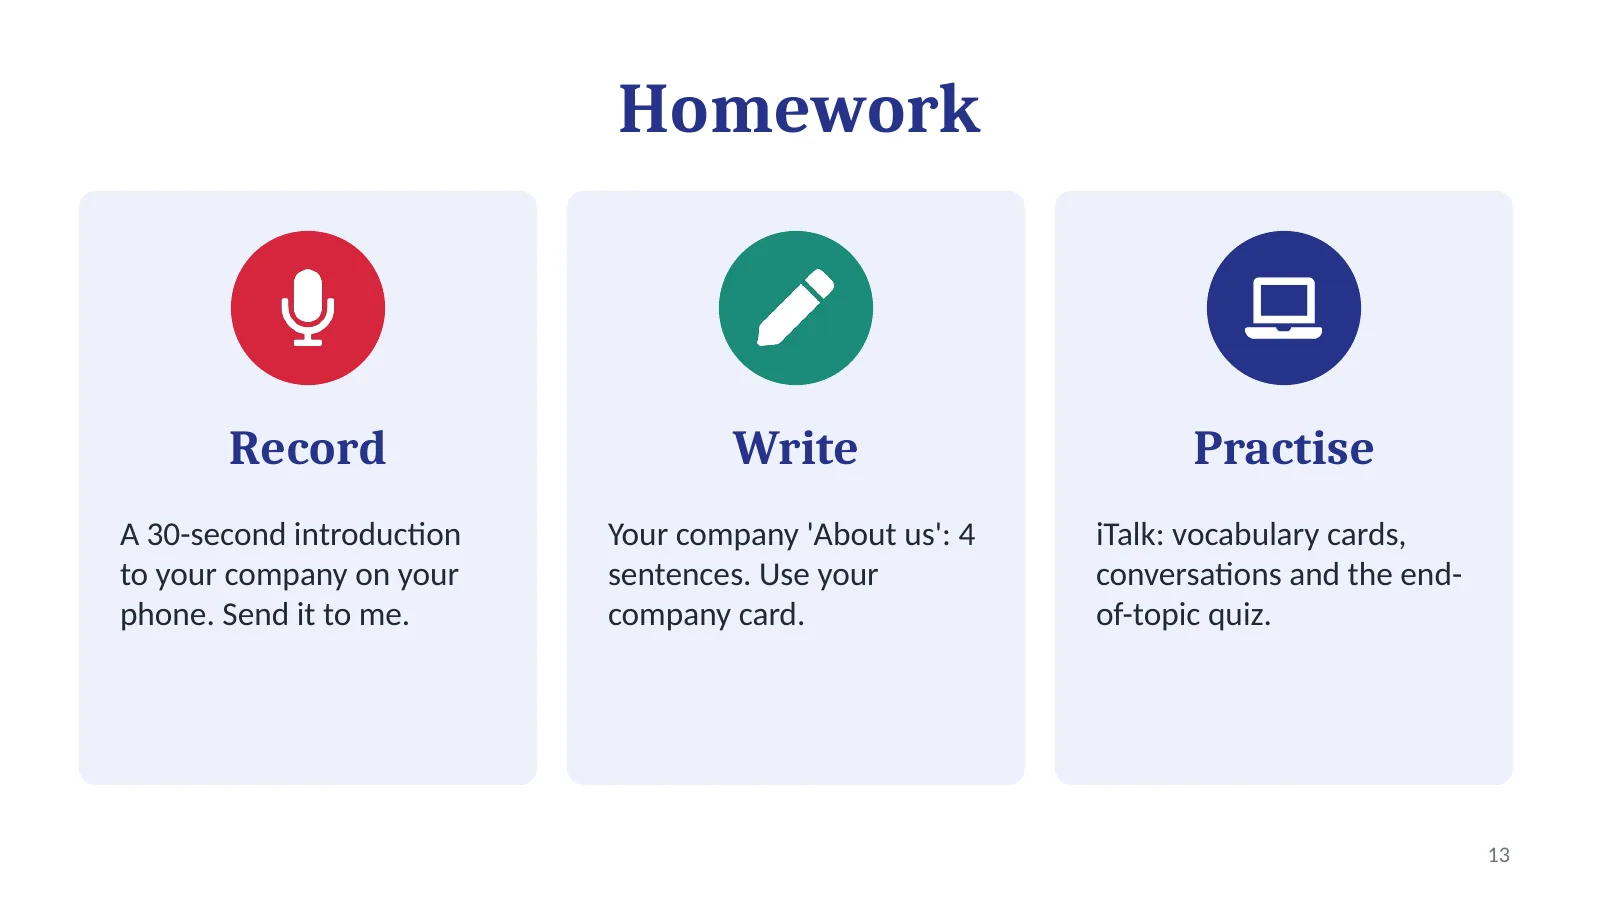 Homework
Record
A 30-second introduction
to your company on your
phone. Send it to me.
Write
Your company 'About us': 4
sentences. Use your
company card.
Practise
iTalk: vocabulary cards,
conversations and the end-
of-topic quiz.
13